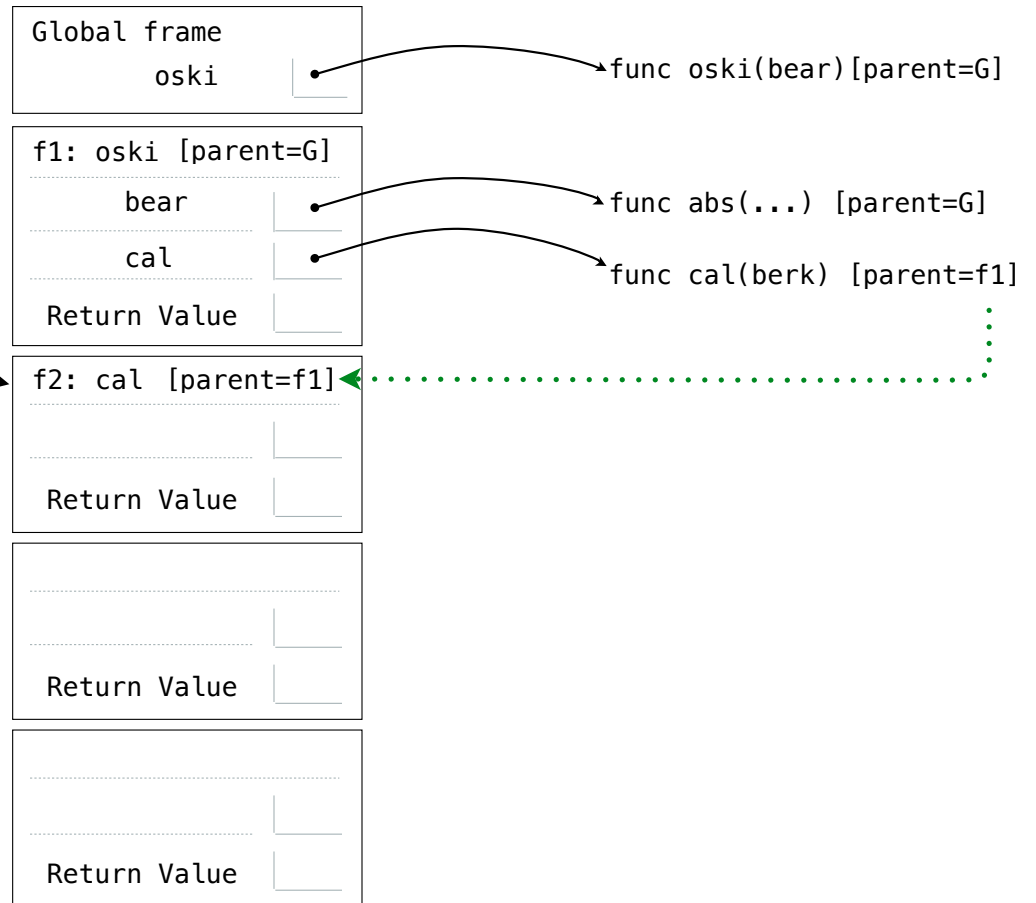 Global frame
oski
func oski(bear)[parent=G]
f1: oski [parent=G]
bear
func abs(...) [parent=G]
cal
func cal(berk) [parent=f1]
Return Value
f2: cal [parent=f1]
Return Value
Return Value
Return Value